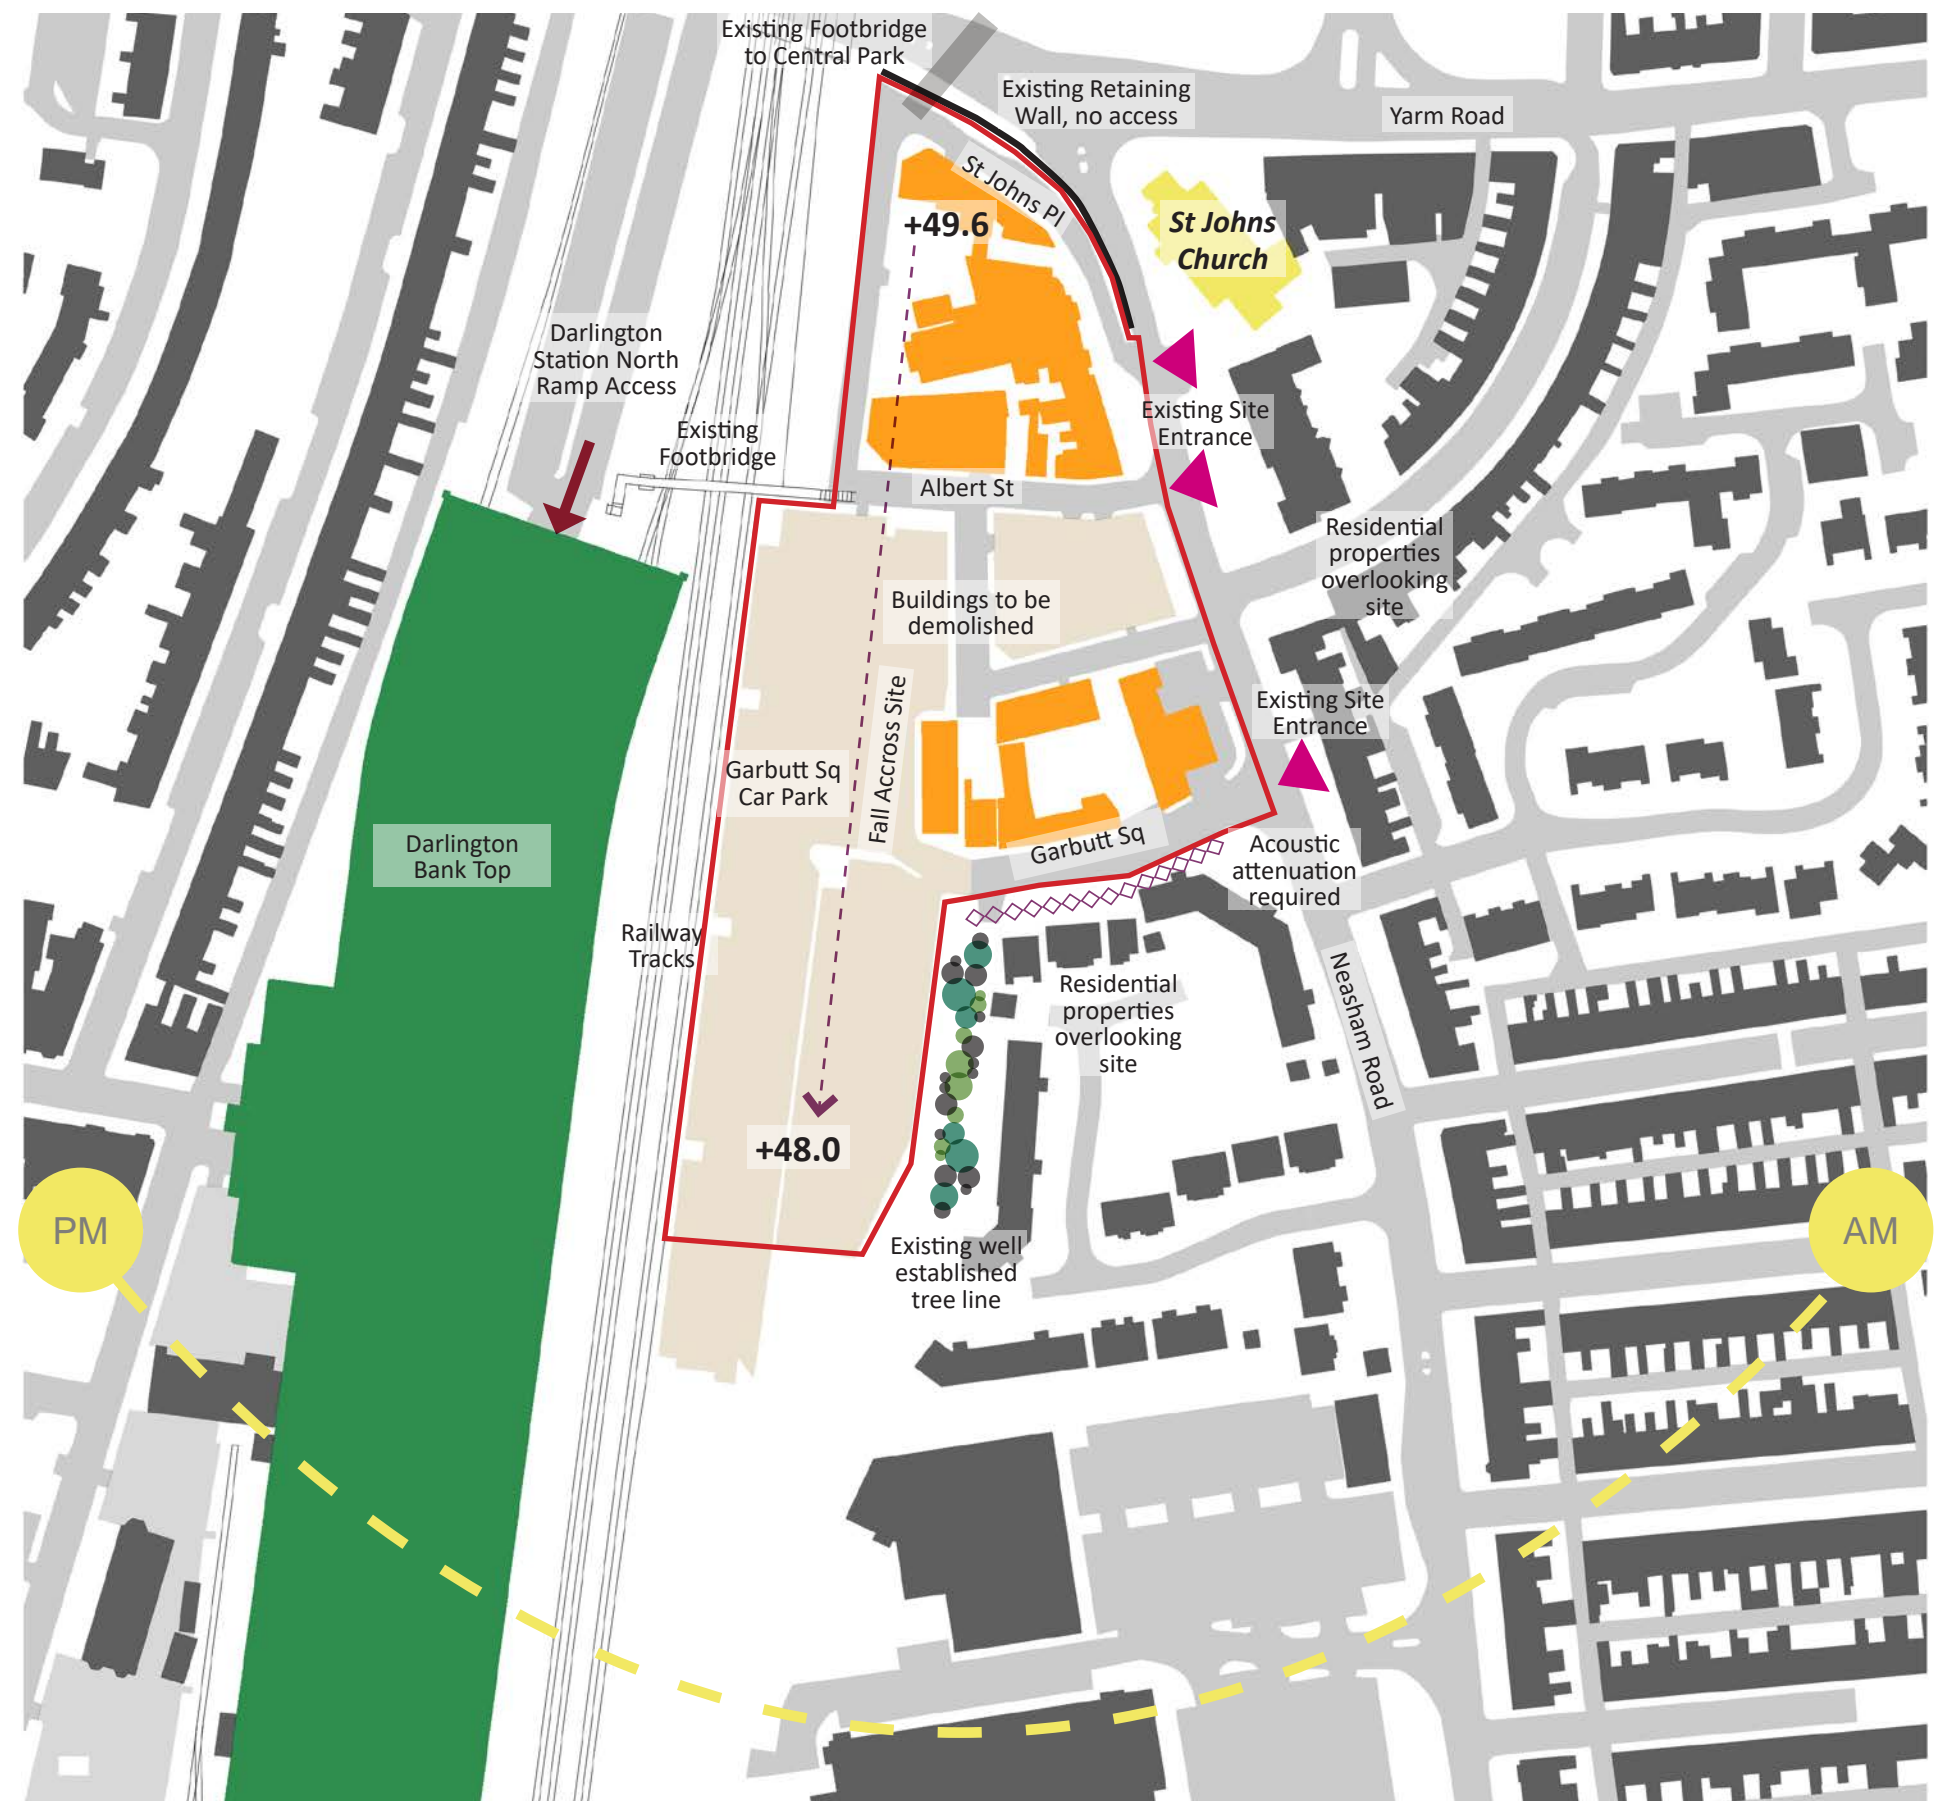 Existing Footbridge
to Central Park
Existing Retaining
Wall, no access
Yarm Road
St Johns Pl
+49.6
St Johns
Church
Darlington
Station North
Ramp Access
Existing
Footbridge
Existing Site
Entrance
Albert St
Residential
properties
overlooking
site
Buildings to be
demolished
Fall Accross Site
Existing Site
Entrance
Garbutt Sq
Car Park
Darlington
Bank Top
Garbutt Sq
Acoustic
attenuation
required
Railway
Tracks
Residential
properties
overlooking
site
Neasham Road
+48.0
PM
AM
Existing well
established
tree line